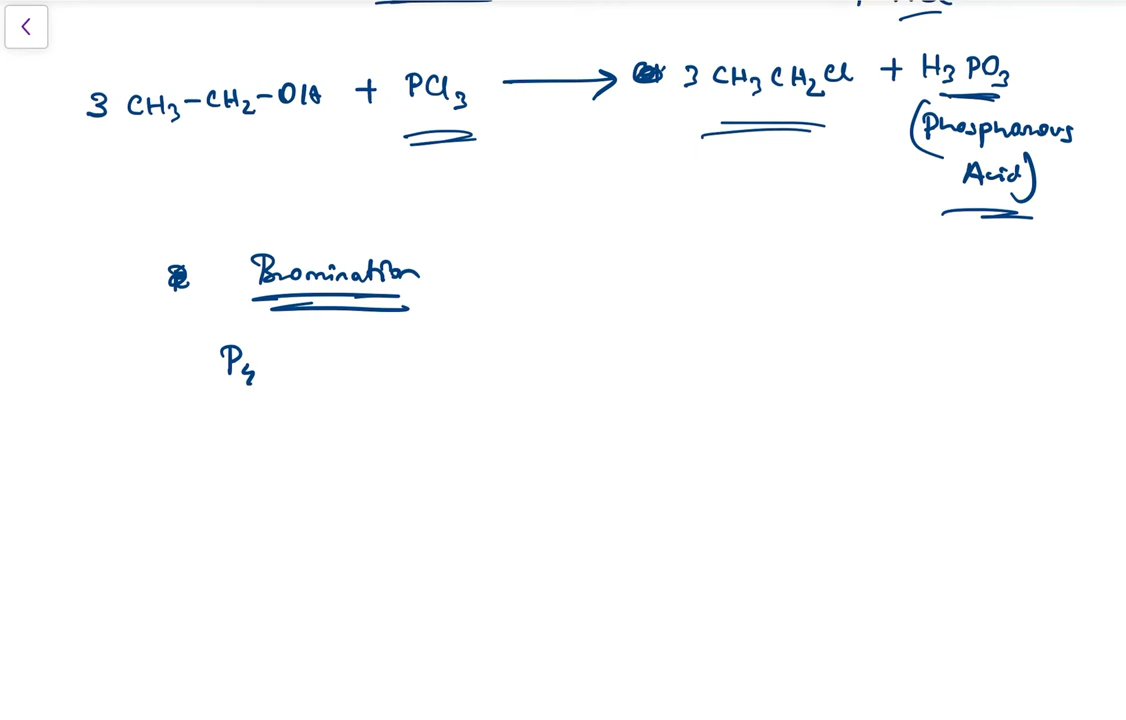 3 CH₃-CH₂-OH + PCl₃ ⟶ 3 CH₃CH₂Cl + H₃PO₃
(Phosphorous
Acid)
Bromination
P₄